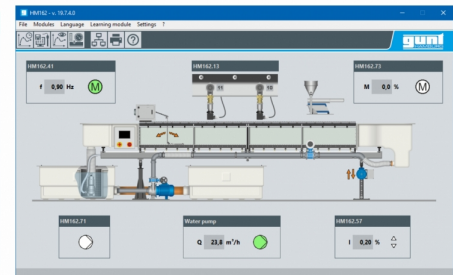 HM162 - v. 19.7.4.0
File Modules Language Learning module Settings ?
gunt
HM162.41
f 0,90 Hz M
HM162.13
11 10
HM162.73
M 0,0 % M
HM162.71
Water pump
Q 23,8 m³/h
HM162.57
I 0,20 %